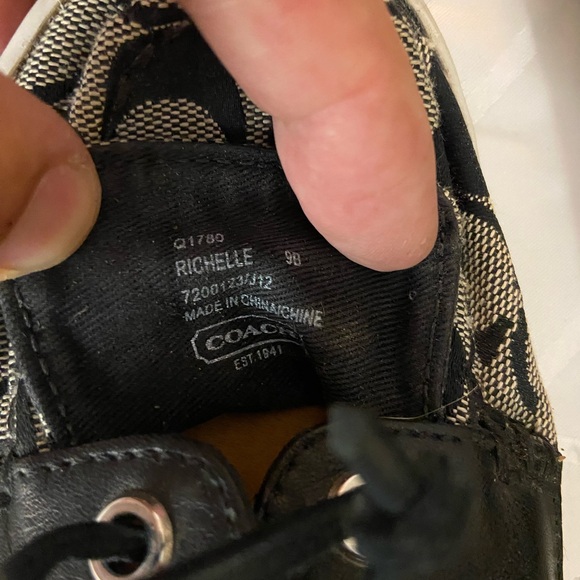 Q1780
RICHELLE 9B
7200123/J12
MADE IN CHINA/CHINE
COACH
EST. 1941